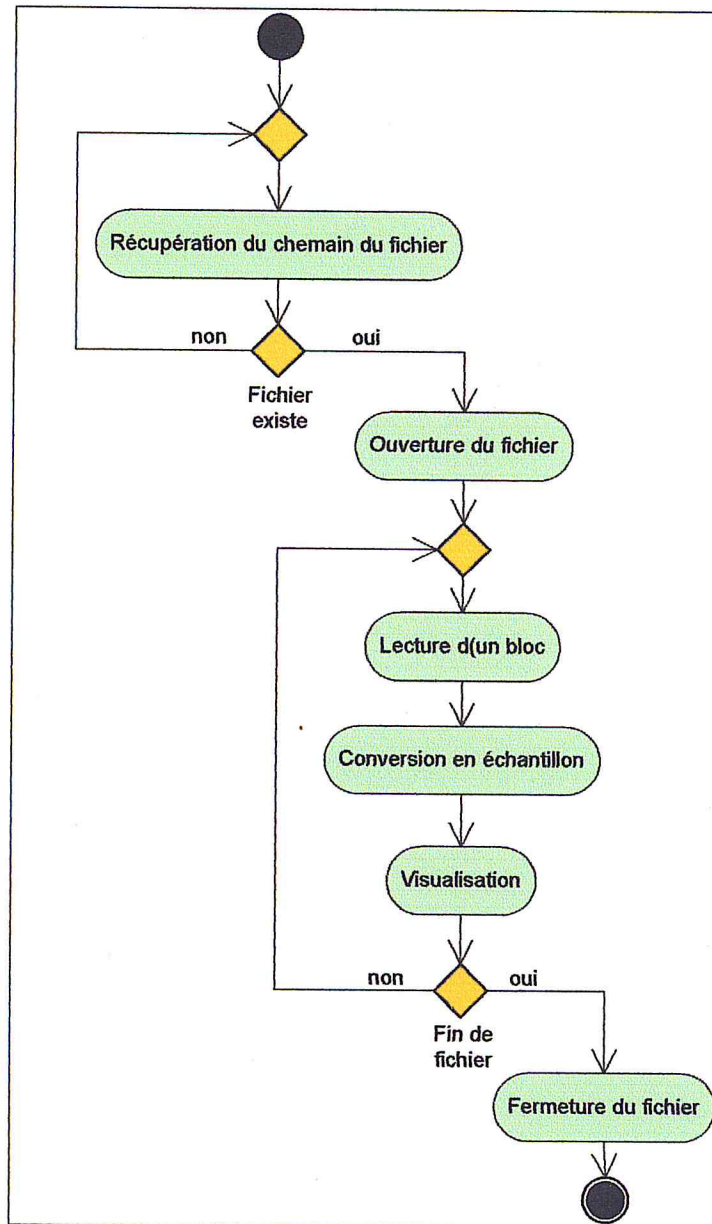 Récupération du chemain du fichier
non
oui
Fichier
existe
Ouverture du fichier
Lecture d(un bloc
Conversion en échantillon
Visualisation
non
oui
Fin de
fichier
Fermeture du fichier